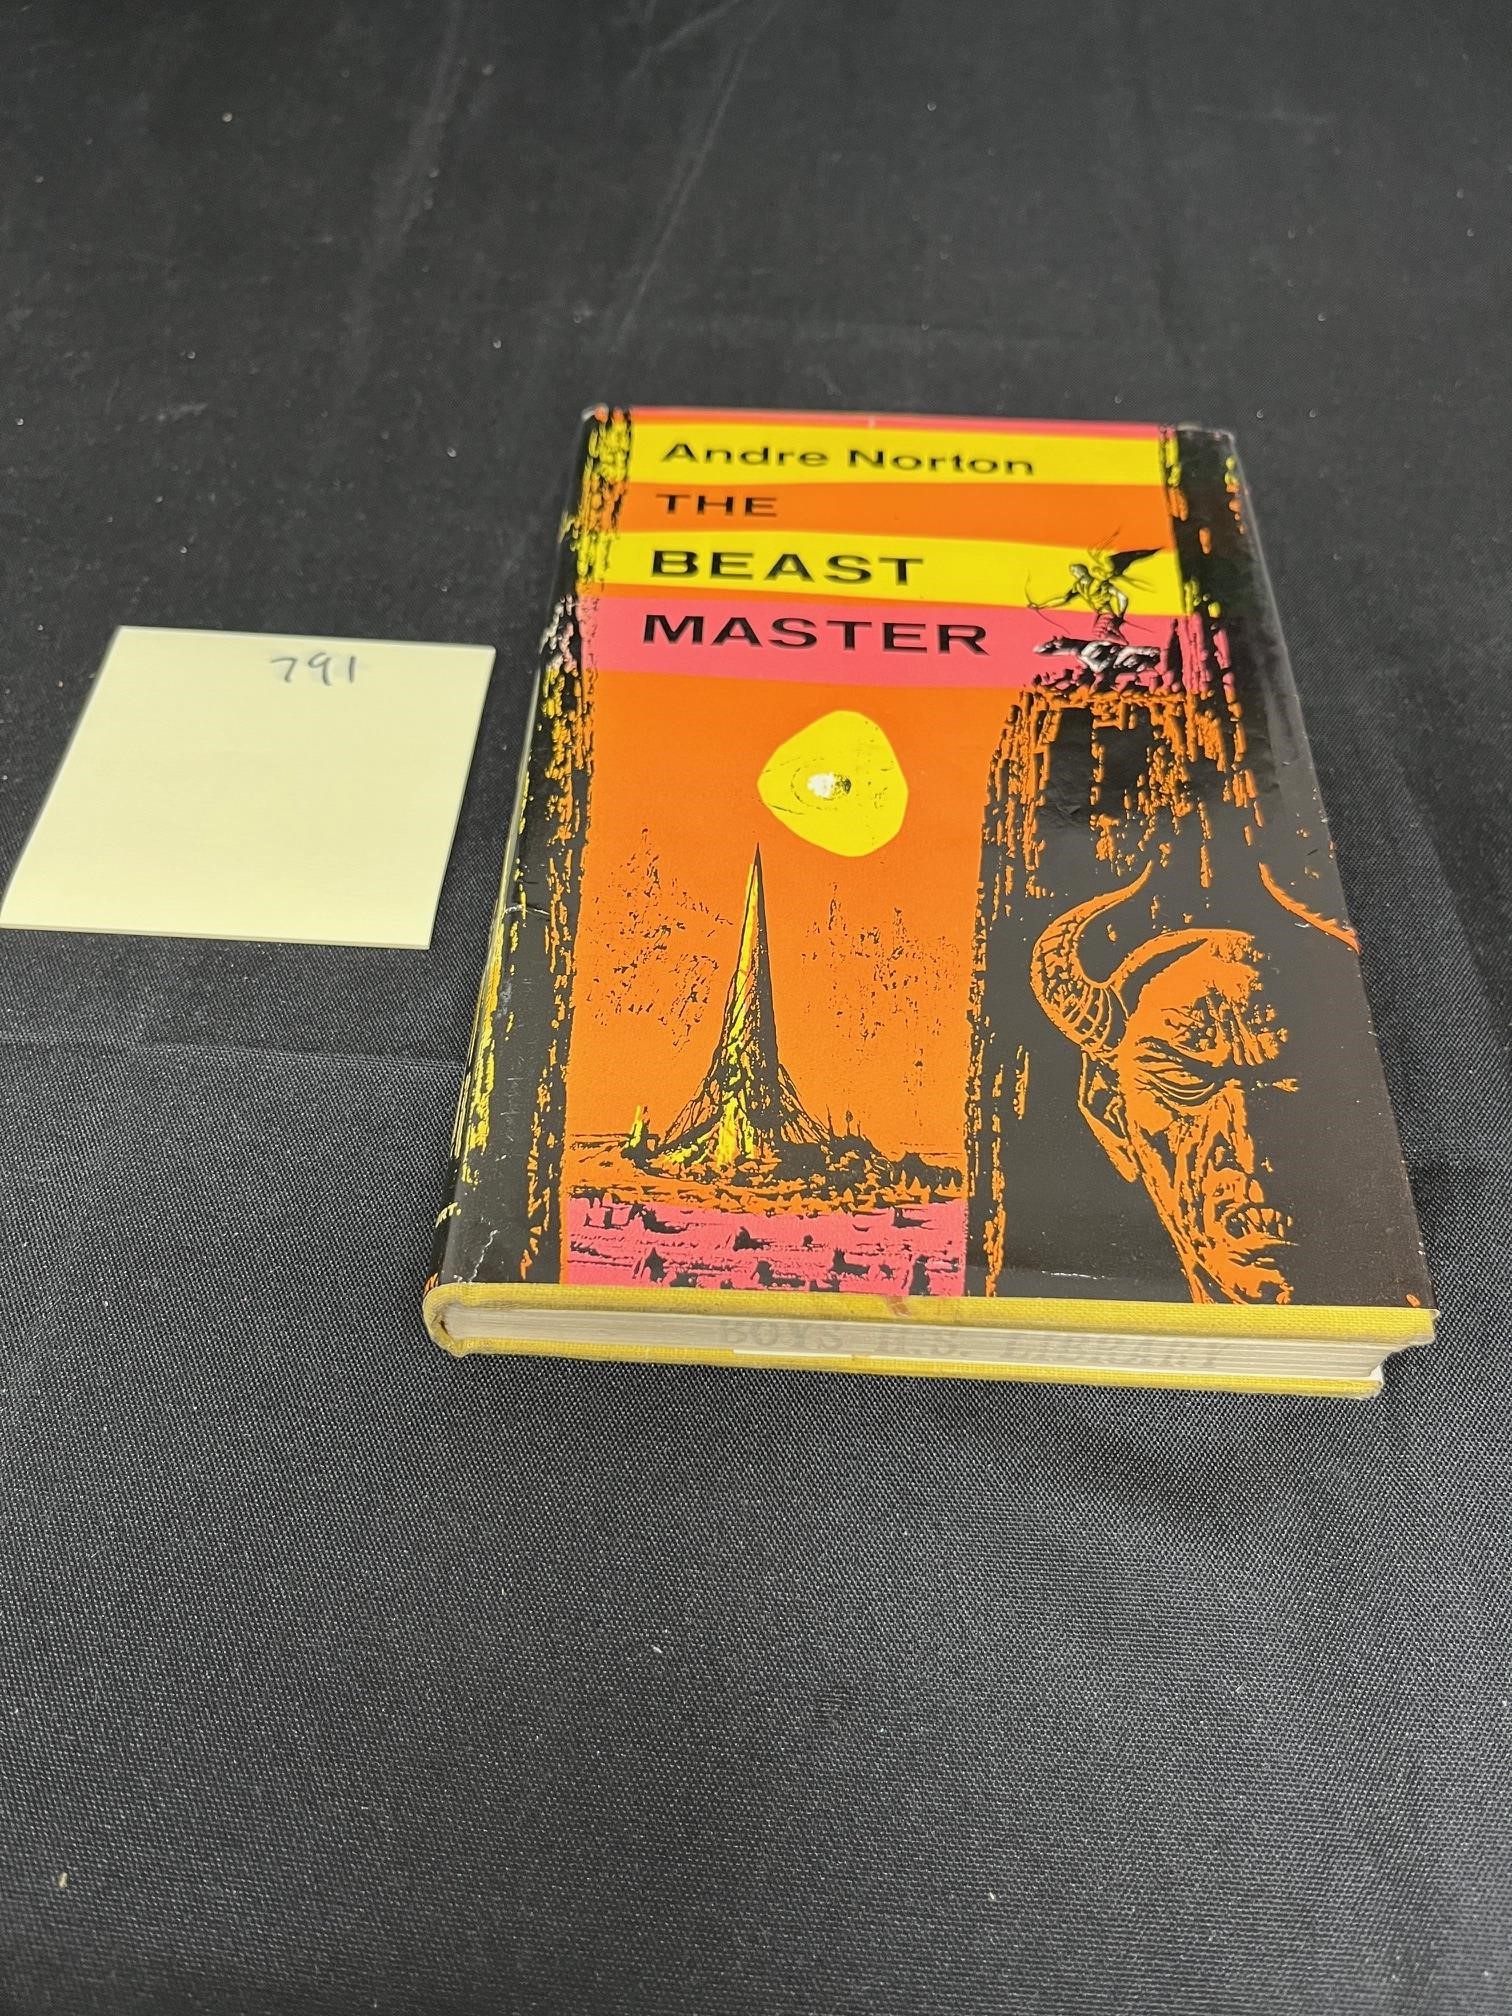 791
Andre Norton
THE
BEAST
MASTER
BOYS .S. LIBRARY